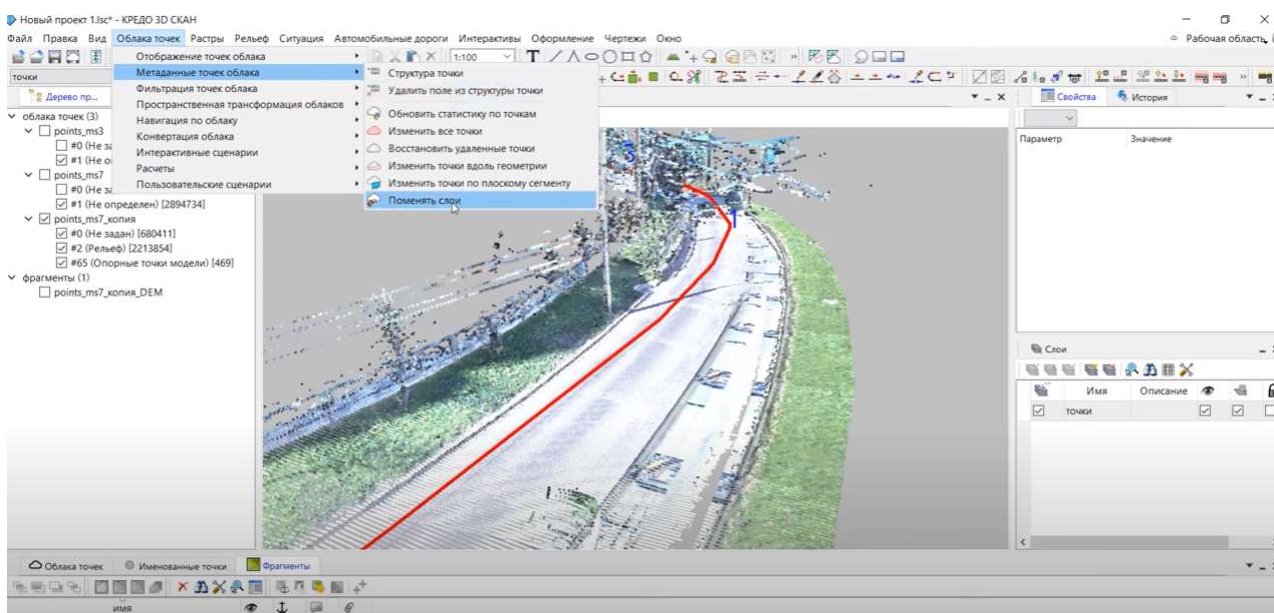 Новый проект 1.lsc* - КРЕДО 3D СКАН
Файл Правка Вид Облака точек Растры Рельеф Ситуация Автомобильные дороги Интерактивы Оформление Чертежи Окно Рабочая область
1:100
точки
Дерево пр...
облака точек (3)
points_ms3
#0 (Не за
#1 (Не о
points_ms7
#0 (Не за
#1 (Не определен) [2894734]
points_ms7_копия
#0 (Не задан) [680411]
#2 (Рельеф) [2213854]
#65 (Опорные точки модели) [469]
фрагменты (1)
points_ms7_копия_DEM
Отображение точек облака
Метаданные точек облака
Фильтрация точек облака
Пространственная трансформация облаков
Навигация по облаку
Конвертация облака
Интерактивные сценарии
Расчеты
Пользовательские сценарии
Структура точки
Удалить поле из структуры точки
Обновить статистику по точкам
Изменить все точки
Восстановить удаленные точки
Изменить точки вдоль геометрии
Изменить точки по плоскому сегменту
Поменять слои
3
1
Свойства История
Параметр Значение
Слои
Имя Описание
точки
Облака точек Именованные точки Фрагменты
имя